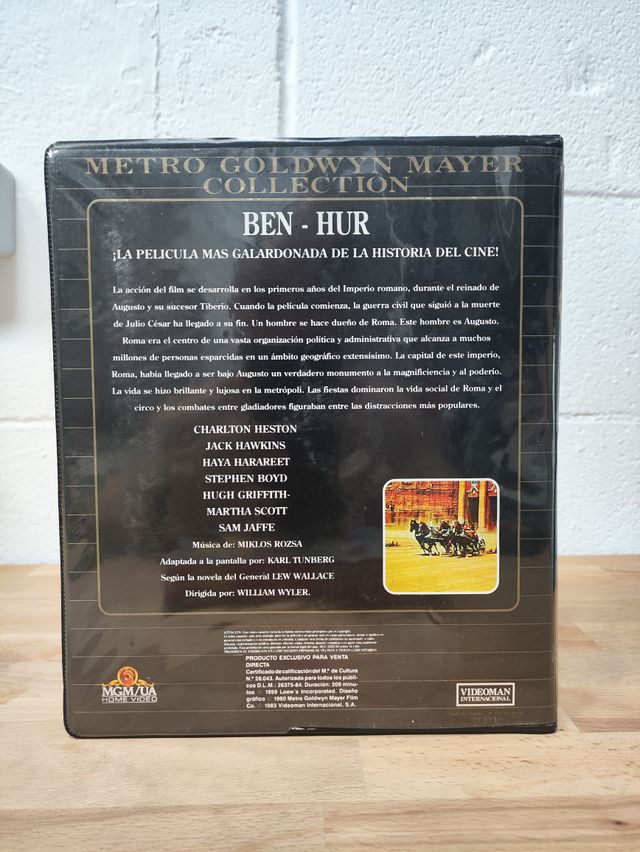 METRO GOLDWYN MAYER
COLLECTION
BEN - HUR
¡LA PELICULA MAS GALARDONADA DE LA HISTORIA DEL CINE!
La acción del film se desarrolla en los primeros años del Imperio romano, durante el reinado de
Augusto y su sucesor Tiberio. Cuando la película comienza, la guerra civil que siguió a la muerte
de Julio César ha llegado a su fin. Un hombre se hace dueño de Roma. Este hombre es Augusto.
Roma era el centro de una vasta organización política y administrativa que alcanza a muchos
millones de personas esparcidas en un ámbito geográfico extensísimo. La capital de este imperio,
Roma, había llegado a ser bajo Augusto un verdadero monumento a la magnificiencia y al poderío.
La vida se hizo brillante y lujosa en la metrópoli. Las fiestas dominaron la vida social de Roma y el
circo y los combates entre gladiadores figuraban entre las distracciones más populares.
CHARLTON HESTON
JACK HAWKINS
HAYA HARAREET
STEPHEN BOYD
HUGH GRIFFITH-
MARTHA SCOTT
SAM JAFFE
Música de: MIKLOS ROZSA
Adaptada a la pantalla por: KARL TUNBERG
Según la novela del General LEW WALLACE
Dirigida por: WILLIAM WYLER.
PRODUCTO EXCLUSIVO PARA VENTA
DIRECTA
Certificado de calificación del M.º de Cultura
N.º 28.043. Autorizada para todos los públi-
cos D.L.M.: 26375-84. Duración: 209 minu-
tos © 1959 Loew's Incorporated. Diseño
gráfico © 1980 Metro Goldwyn Mayer Film
Co. © 1983 Videoman Internacional, S.A.
MGM/UA
HOME VIDEO
VIDEOMAN
INTERNACIONAL